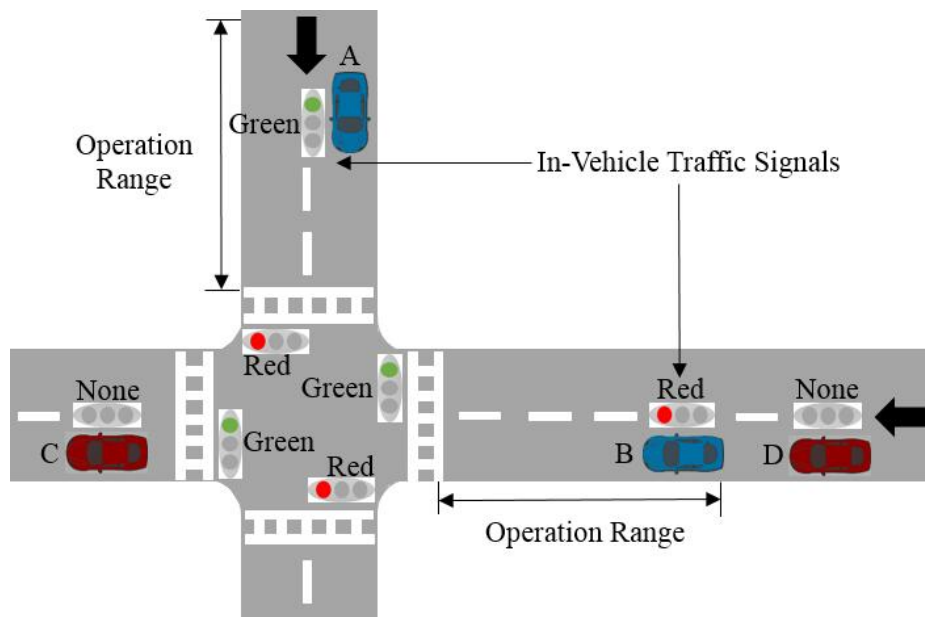 A
Green
Operation
Range
In-Vehicle Traffic Signals
Red
Green
None
Red
None
Green
C
B
D
Red
Operation Range